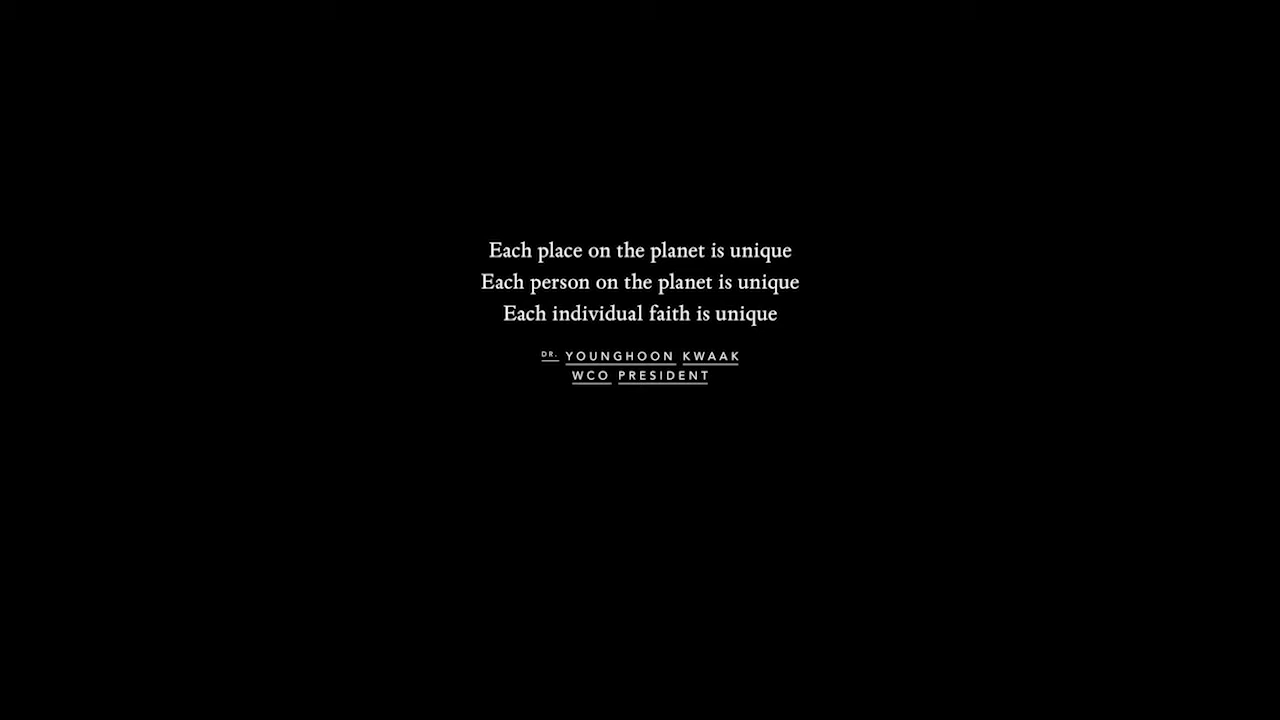 Each place on the planet is unique
Each person on the planet is unique
Each individual faith is unique
DR. YOUNGHOON KWAAK
WCO PRESIDENT